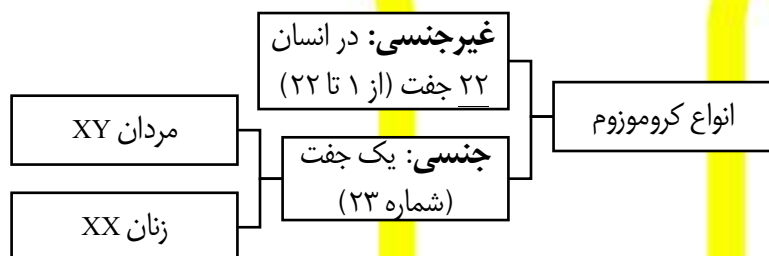 انواع کروموزوم
غیرجنسی: در انسان
۲۲ جفت (از ۱ تا ۲۲)
جنسی: یک جفت
(شماره ۲۳)
مردان XY
زنان XX